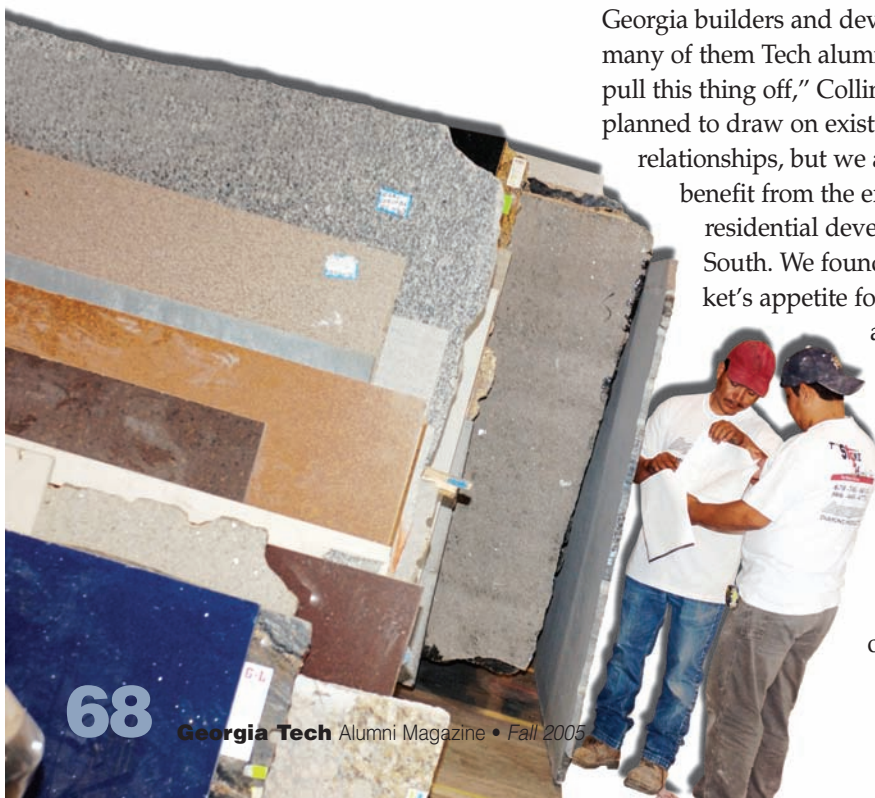 Georgia builders and dev
many of them Tech alumn
pull this thing off,” Collin
planned to draw on exist
relationships, but we a
benefit from the e
residential deve
South. We found
ket’s appetite fo
a
o
G-L
68
Georgia Tech Alumni Magazine • Fall 2005